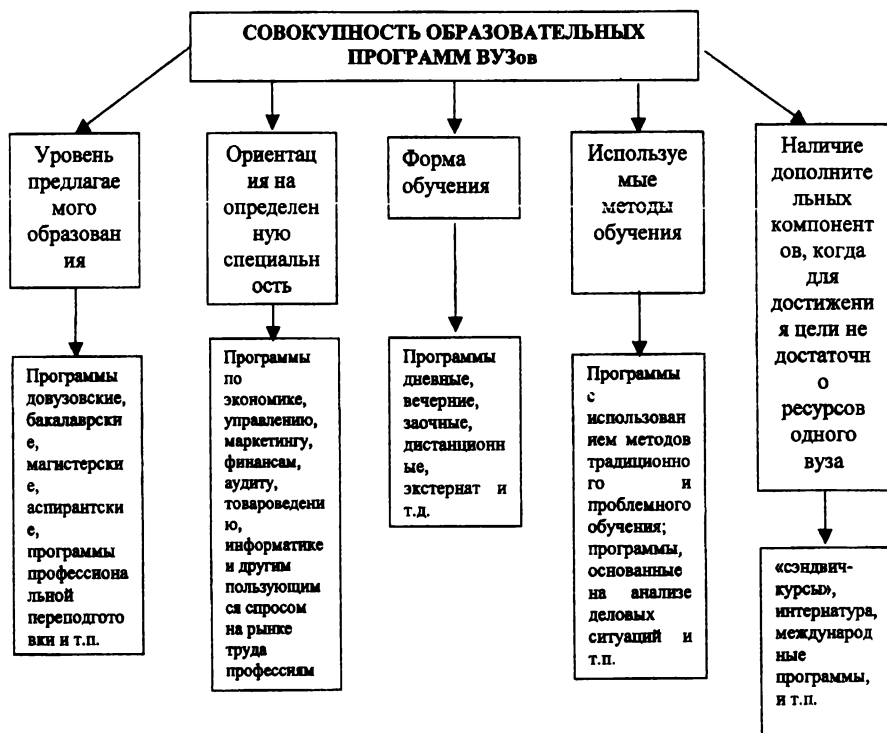 СОВОКУПНОСТЬ ОБРАЗОВАТЕЛЬНЫХ
ПРОГРАММ ВУЗов
Уровень
предлагае
мого
образован
ия
Ориентац
ия на
определен
ную
специальн
ость
Форма
обучения
Используе
мые
методы
обучения
Наличие
дополните
льных
компонент
ов, когда
для
достижени
я цели не
достаточн
о
ресурсов
одного
вуза
Программы
довузовские,
бакалаврски
е,
магистерски
е,
аспирантски
е,
программы
профессиона
льной
переподгото
вки и т.п.
Программы
по
экономике,
управлению,
маркетингу,
финансам,
аудиту,
товароведени
ю,
информатике
и другим
пользующим
ся спросом
на рынке
труда
профессиям
Программы
дневные,
вечерние,
заочные,
дистанционн
ые,
экстернат и
т.д.
Программы
с
использован
ием методов
традиционно
го и
проблемного
обучения;
программы,
основанные
на анализе
деловых
ситуаций и
т.п.
«сэндвич-
курсы»,
интернатура,
международ
ные
программы,
и т.п.